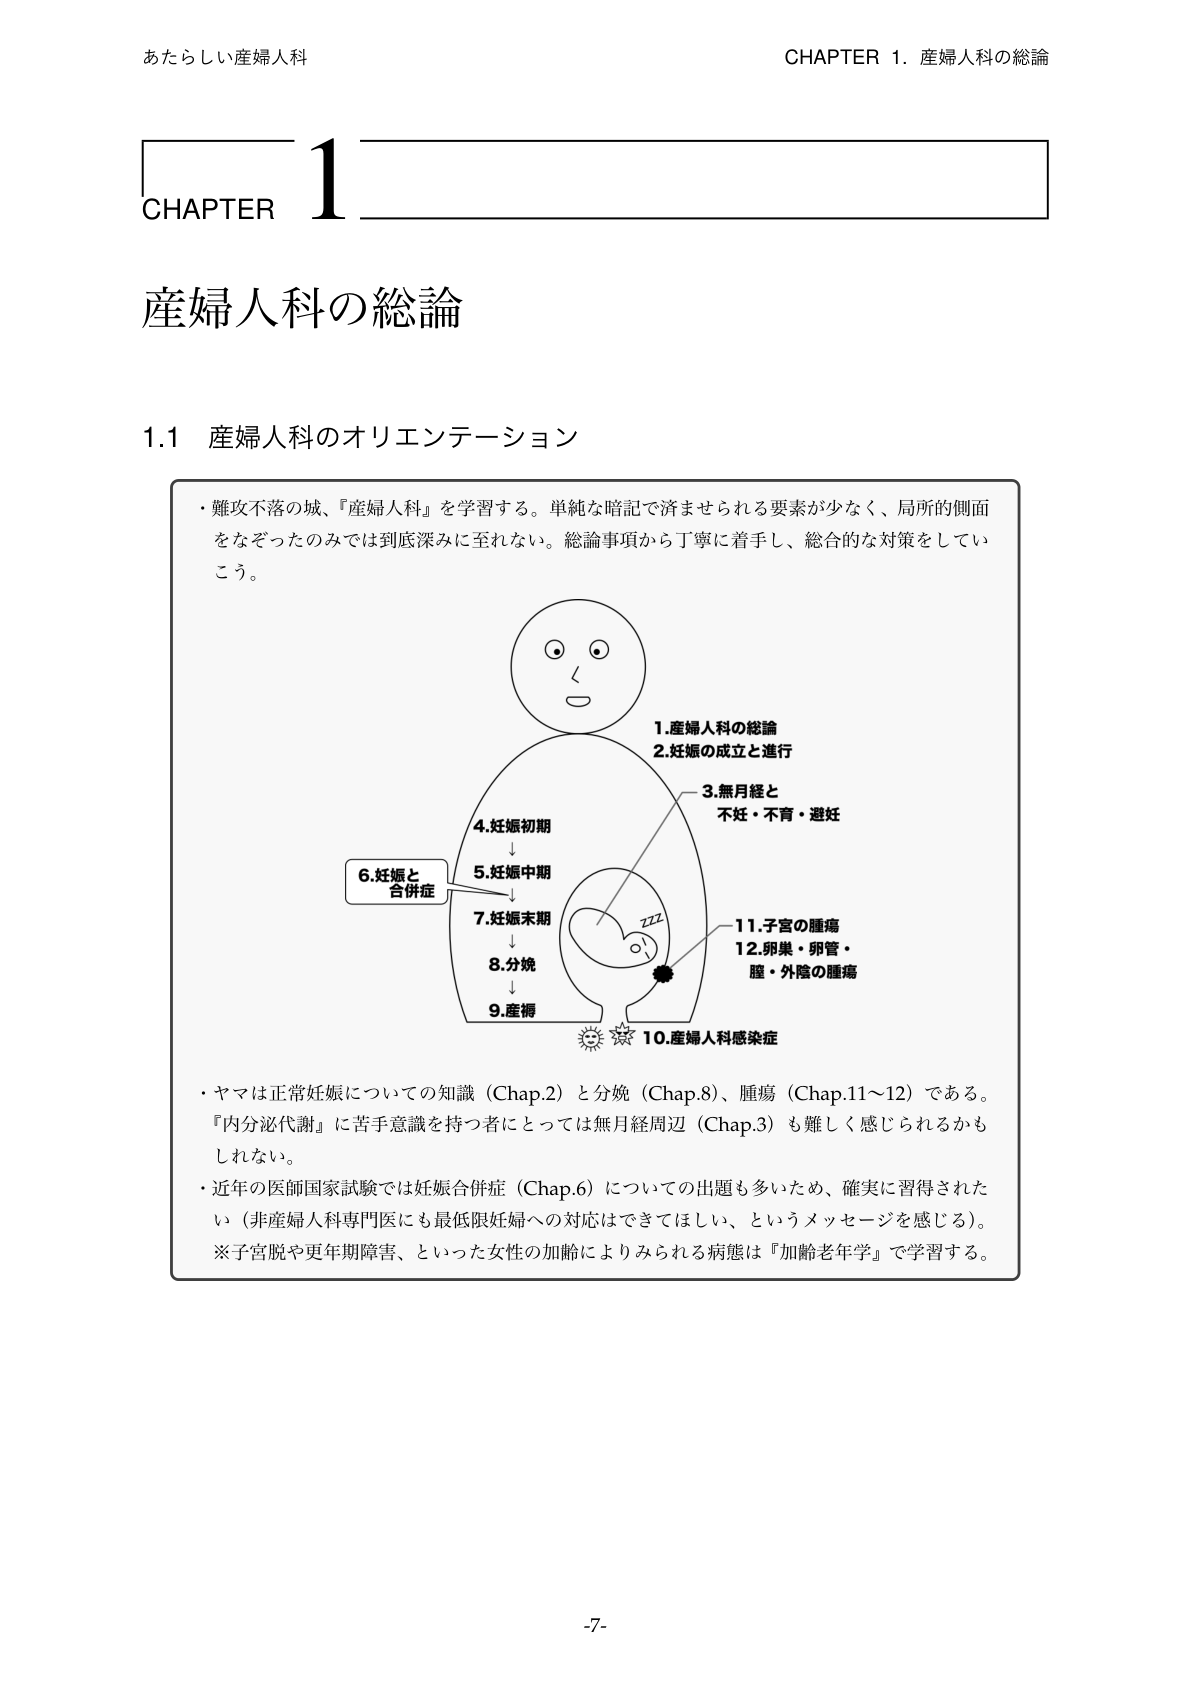 あたらしい産婦人科
CHAPTER 1. 産婦人科の総論
CHAPTER 1
産婦人科の総論
1.1 産婦人科のオリエンテーション
・難攻不落の城、『産婦人科』を学習する。単純な暗記で済ませられる要素が少なく、局所的側面
をなぞったのみでは到底深みに至れない。総論事項から丁寧に着手し、総合的な対策をしてい
こう。
1.産婦人科の総論
2.妊娠の成立と進行
3.無月経と
不妊・不育・避妊
4.妊娠初期
↓
5.妊娠中期
6.妊娠と
合併症
↓
7.妊娠末期
↓
8.分娩
↓
9.産褥
zzz
11.子宮の腫瘍
12.卵巣・卵管・
腟・外陰の腫瘍
10.産婦人科感染症
・ヤマは正常妊娠についての知識（Chap.2）と分娩（Chap.8）、腫瘍（Chap.11〜12）である。
『内分泌代謝』に苦手意識を持つ者にとっては無月経周辺（Chap.3）も難しく感じられるかも
しれない。
・近年の医師国家試験では妊娠合併症（Chap.6）についての出題も多いため、確実に習得された
い（非産婦人科専門医にも最低限妊婦への対応はできてほしい、というメッセージを感じる）。
※子宮脱や更年期障害、といった女性の加齢によりみられる病態は『加齢老年学』で学習する。
-7-